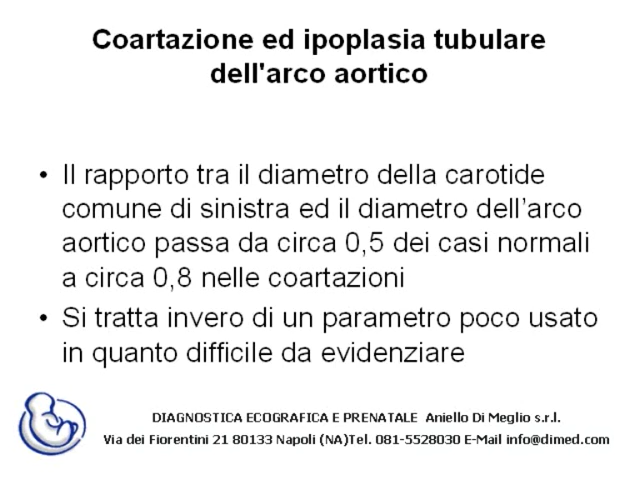 Coartazione ed ipoplasia tubulare
dell'arco aortico
• Il rapporto tra il diametro della carotide
comune di sinistra ed il diametro dell’arco
aortico passa da circa 0,5 dei casi normali
a circa 0,8 nelle coartazioni
• Si tratta invero di un parametro poco usato
in quanto difficile da evidenziare
DIAGNOSTICA ECOGRAFICA E PRENATALE Aniello Di Meglio s.r.l.
Via dei Fiorentini 21 80133 Napoli (NA)Tel. 081-5528030 E-Mail info@dimed.com